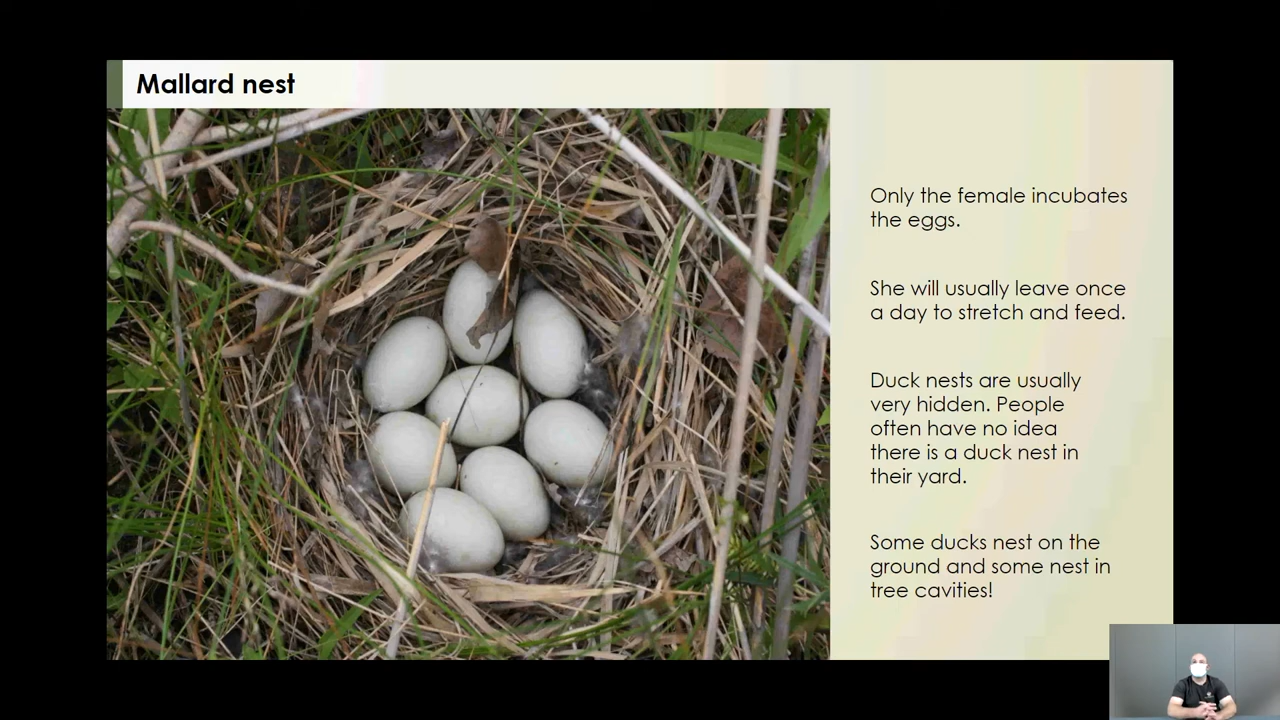 Mallard nest
Only the female incubates
the eggs.
She will usually leave once
a day to stretch and feed.
Duck nests are usually
very hidden. People
often have no idea
there is a duck nest in
their yard.
Some ducks nest on the
ground and some nest in
tree cavities!